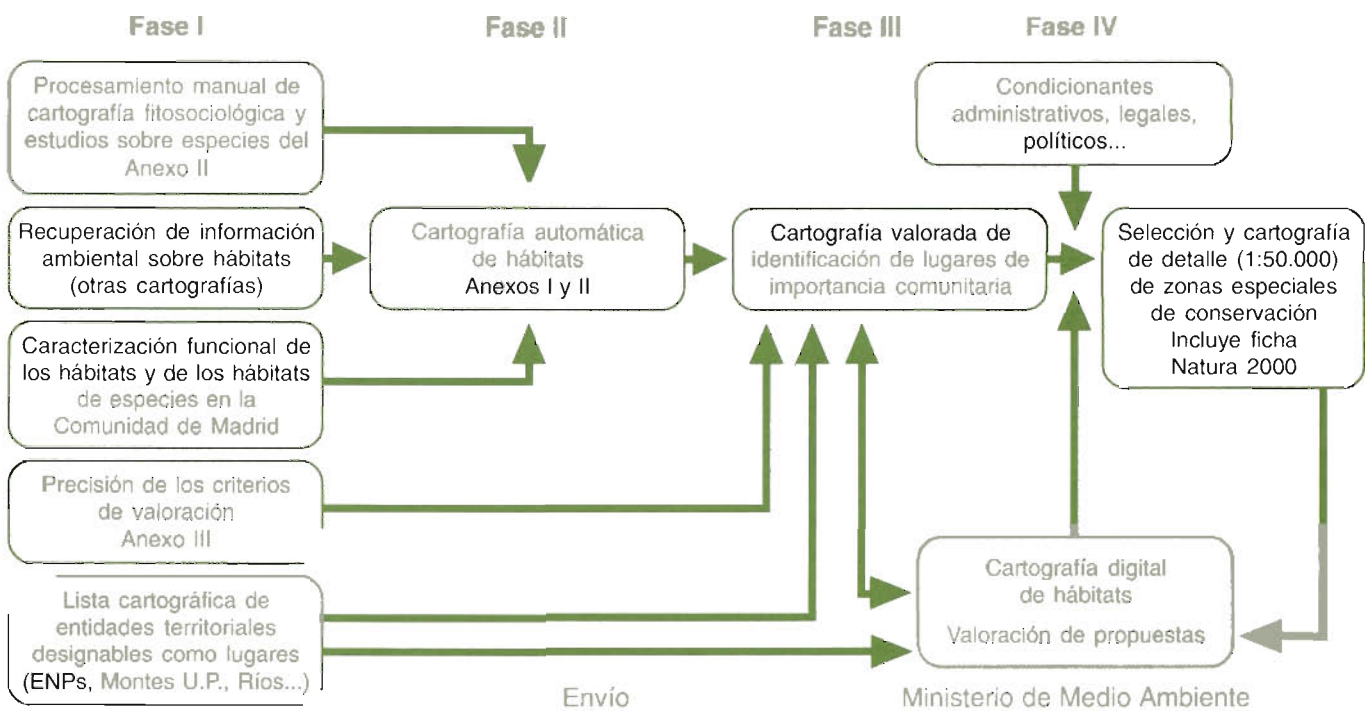 Fase I
Fase II
Fase III
Fase IV
Procesamiento manual de
cartografía fitosociológica y
estudios sobre especies del
Anexo II
Recuperación de información
ambiental sobre hábitats
(otras cartografías)
Caracterización funcional de
los hábitats y de los hábitats
de especies en la
Comunidad de Madrid
Precisión de los criterios
de valoración
Anexo III
Lista cartográfica de
entidades territoriales
designables como lugares
(ENPs, Montes U.P., Ríos...)
Cartografía automática
de hábitats
Anexos I y II
Cartografía valorada de
identificación de lugares de
importancia comunitaria
Condicionantes
administrativos, legales,
políticos...
Selección y cartografía
de detalle (1:50.000)
de zonas especiales
de conservación
Incluye ficha
Natura 2000
Cartografía digital
de hábitats
Valoración de propuestas
Envío
Ministerio de Medio Ambiente